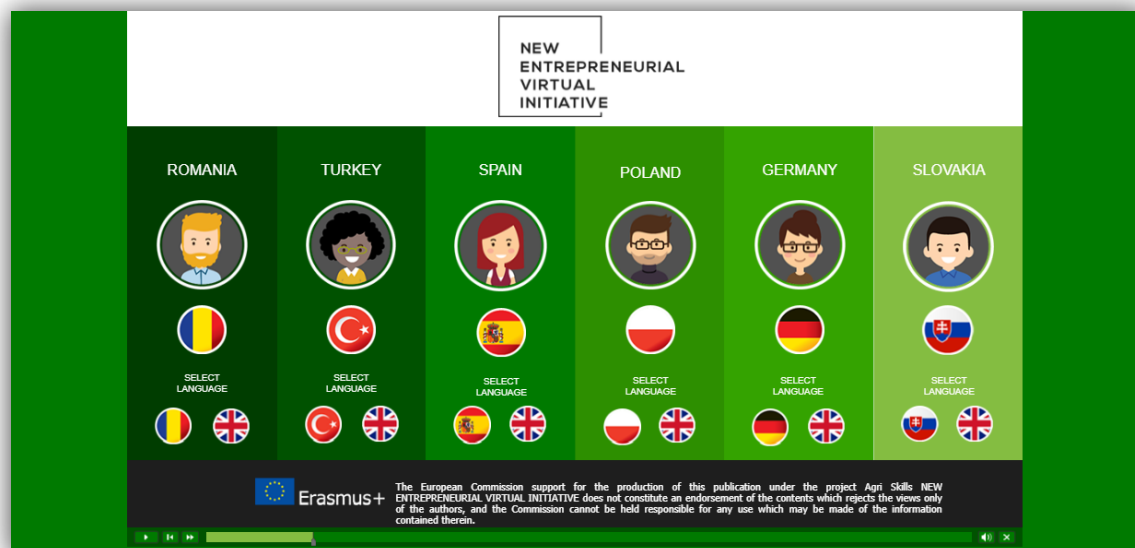 NEW
ENTREPRENEURIAL
VIRTUAL
INITIATIVE
ROMANIA
TURKEY
SPAIN
POLAND
GERMANY
SLOVAKIA
SELECT
LANGUAGE
SELECT
LANGUAGE
SELECT
LANGUAGE
SELECT
LANGUAGE
SELECT
LANGUAGE
SELECT
LANGUAGE
Erasmus+
The European Commission support for the production of this publication under the project Agri Skills NEW
ENTREPRENEURIAL VIRTUAL INITIATIVE does not constitute an endorsement of the contents which rejects the views only
of the authors, and the Commission cannot be held responsible for any use which may be made of the information
contained therein.